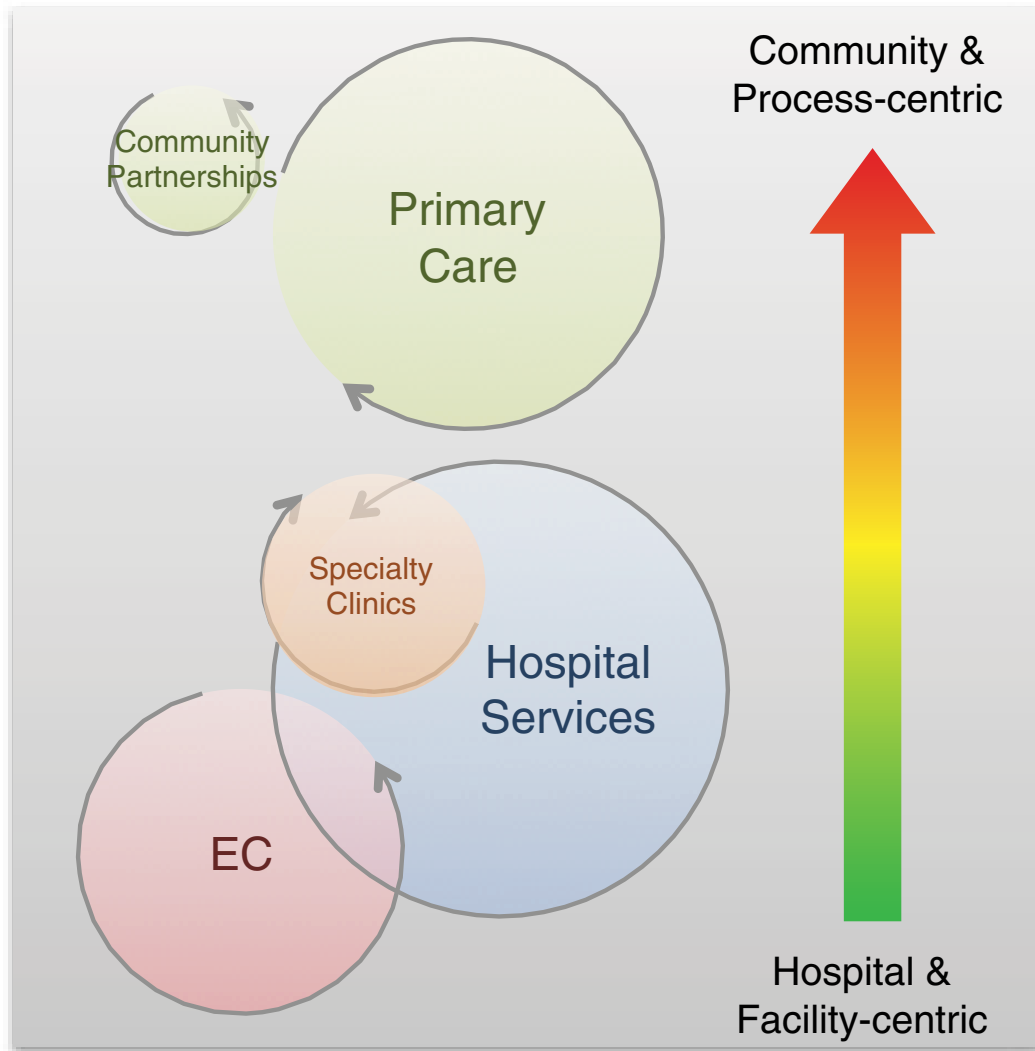 Community &
Process-centric
Community
Partnerships
Primary
Care
Specialty
Clinics
Hospital
Services
EC
Hospital &
Facility-centric